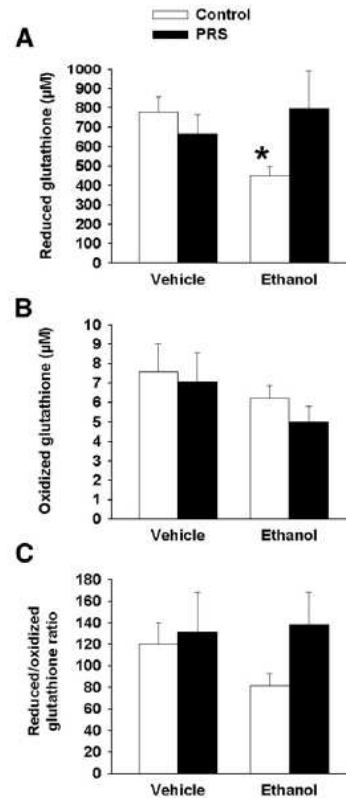 Control
PRS
A
Reduced glutathione (µM)
1000
900
800
700
600
500
400
300
200
100
0
*
Vehicle Ethanol
B
Oxidized glutathione (µM)
10
9
8
7
6
5
4
3
2
1
0
Vehicle Ethanol
C
Reduced/oxidized
glutathione ratio
180
160
140
120
100
80
60
40
20
0
Vehicle Ethanol